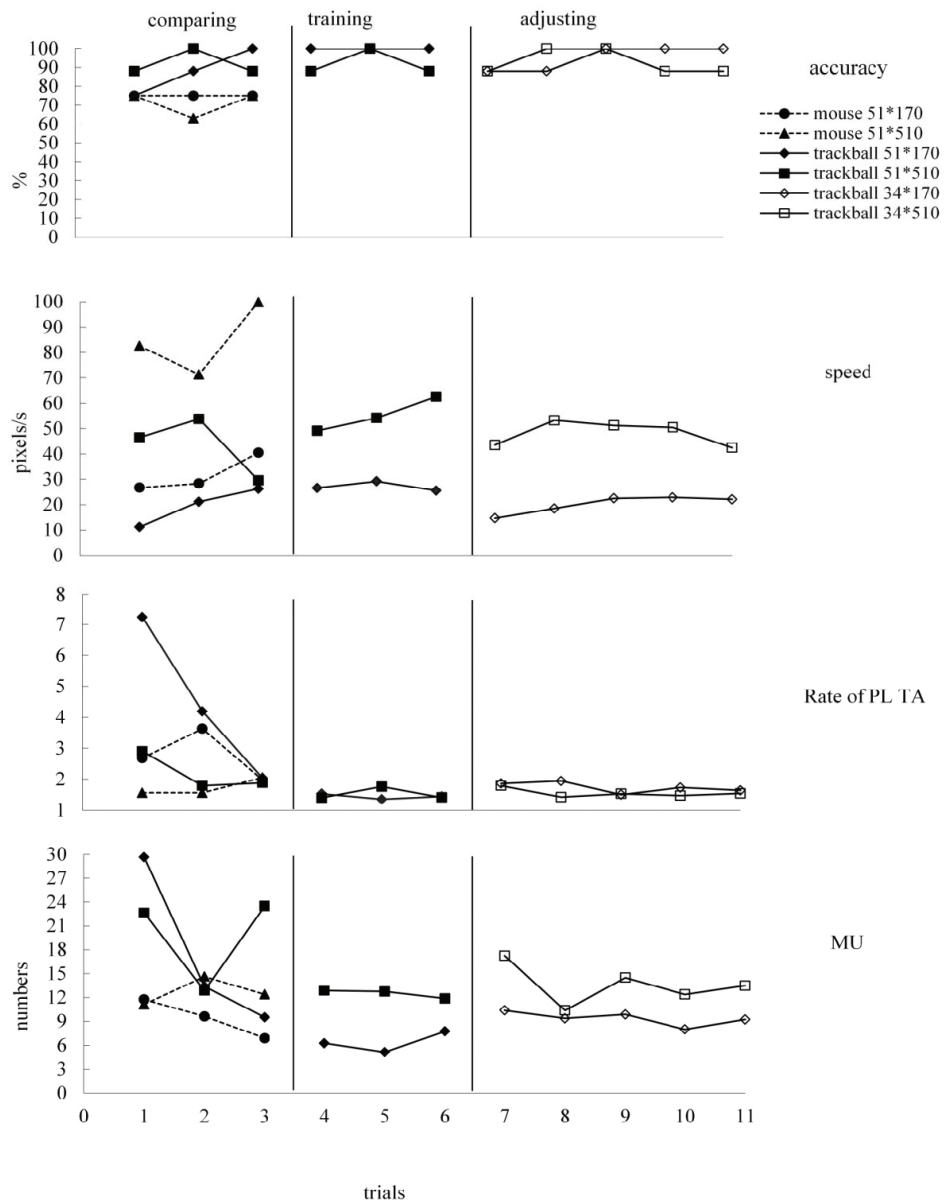 comparing training adjusting
100
90
80
70
60
50
40
30
20
10
0
%
accuracy
mouse 51*170
mouse 51*510
trackball 51*170
trackball 51*510
trackball 34*170
trackball 34*510
100
90
80
70
60
50
40
30
20
10
0
pixels/s
speed
8
7
6
5
4
3
2
1
Rate of PL TA
30
27
24
21
18
15
12
9
6
3
0
numbers
MU
0 1 2 3 4 5 6 7 8 9 10 11
trials